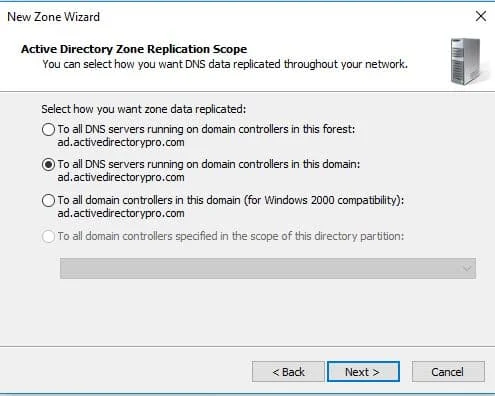 New Zone Wizard
Active Directory Zone Replication Scope
You can select how you want DNS data replicated throughout your network.
Select how you want zone data replicated:
To all DNS servers running on domain controllers in this forest:
ad.activedirectorypro.com
To all DNS servers running on domain controllers in this domain:
ad.activedirectorypro.com
To all domain controllers in this domain (for Windows 2000 compatibility):
ad.activedirectorypro.com
To all domain controllers specified in the scope of this directory partition:
< Back Next > Cancel